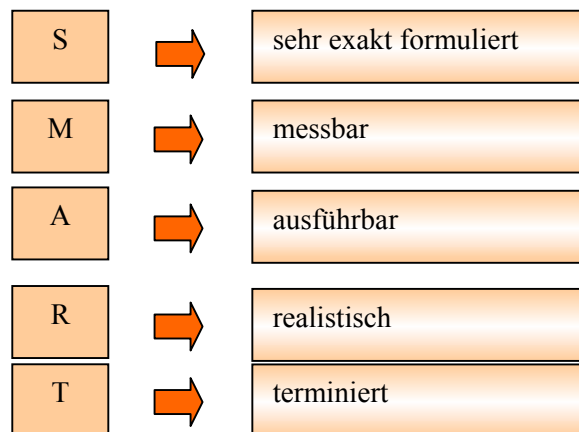 S sehr exakt formuliert
M messbar
A ausführbar
R realistisch
T terminiert